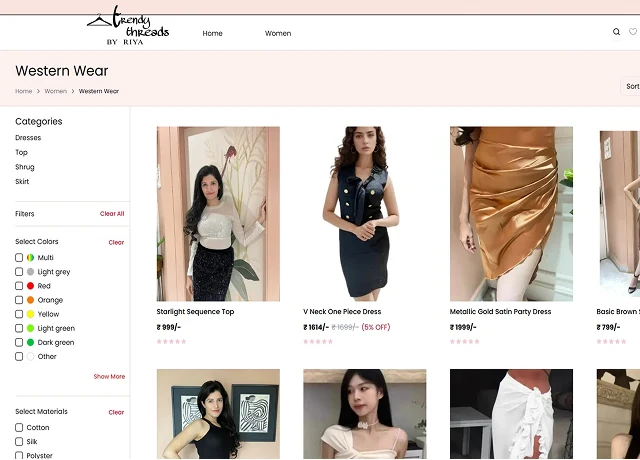 trendy
threads
BY RIYA
Home
Women
Western Wear
Home > Women > Western Wear
Sort
Categories
Dresses
Top
Shrug
Skirt
Filters
Clear All
Select Colors
Clear
Multi
Light grey
Red
Orange
Yellow
Light green
Dark green
Other
Show More
Select Materials
Clear
Cotton
Silk
Polyster
Starlight Sequence Top
₹ 999/-
V Neck One Piece Dress
₹ 1614/- ₹ 1699/- (5% OFF)
Metallic Gold Satin Party Dress
₹ 1999/-
Basic Brown
₹ 799/-